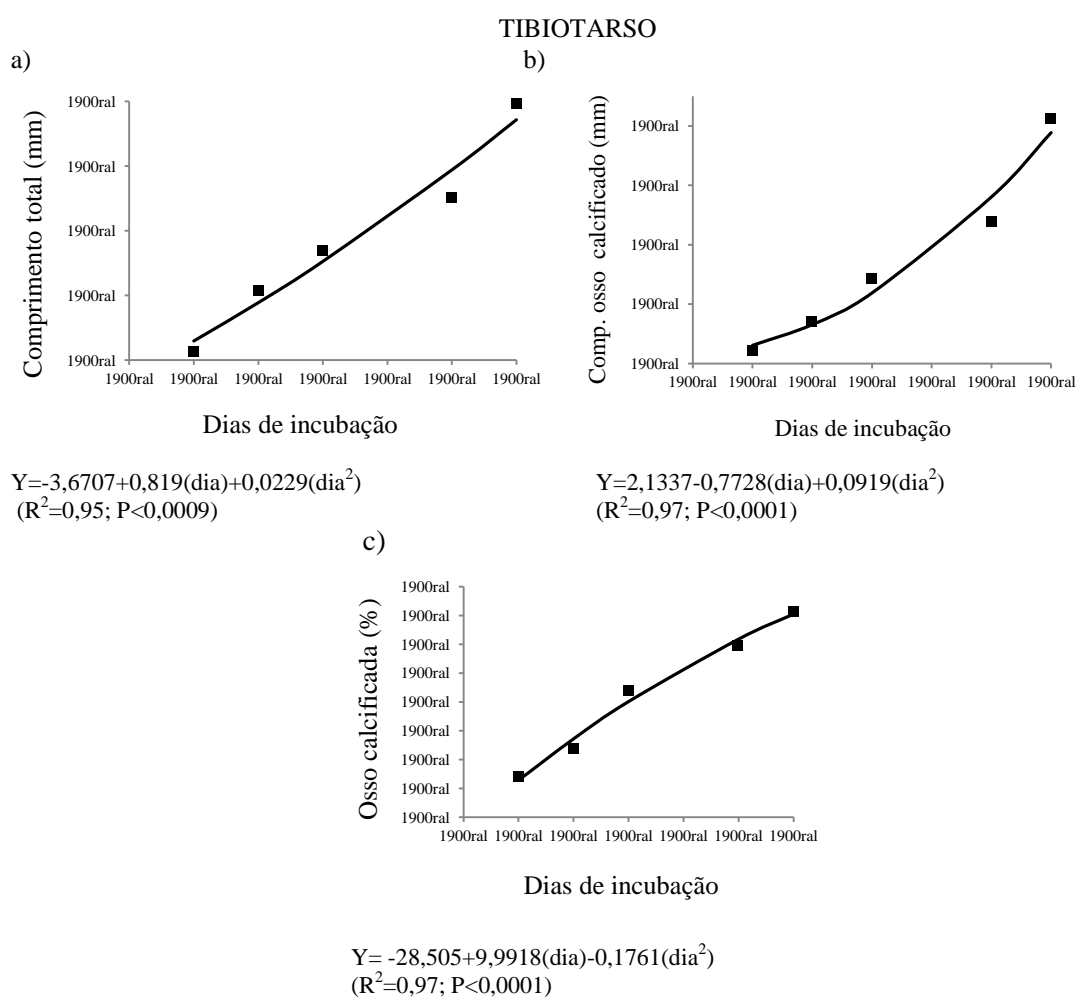 TIBIOTARSO
a)
Comprimento total (mm)
1900ral
1900ral
1900ral
1900ral
1900ral
1900ral 1900ral 1900ral 1900ral 1900ral 1900ral 1900ral
Dias de incubação
Y=-3,6707+0,819(dia)+0,0229(dia²)
(R²=0,95; P<0,0009)
b)
Comp. osso calcificado (mm)
1900ral
1900ral
1900ral
1900ral
1900ral
1900ral 1900ral 1900ral 1900ral 1900ral 1900ral 1900ral
Dias de incubação
Y=2,1337-0,7728(dia)+0,0919(dia²)
(R²=0,97; P<0,0001)
c)
Osso calcificada (%)
1900ral
1900ral
1900ral
1900ral
1900ral
1900ral
1900ral
1900ral
1900ral
1900ral 1900ral 1900ral 1900ral 1900ral 1900ral 1900ral
Dias de incubação
Y= -28,505+9,9918(dia)-0,1761(dia²)
(R²=0,97; P<0,0001)